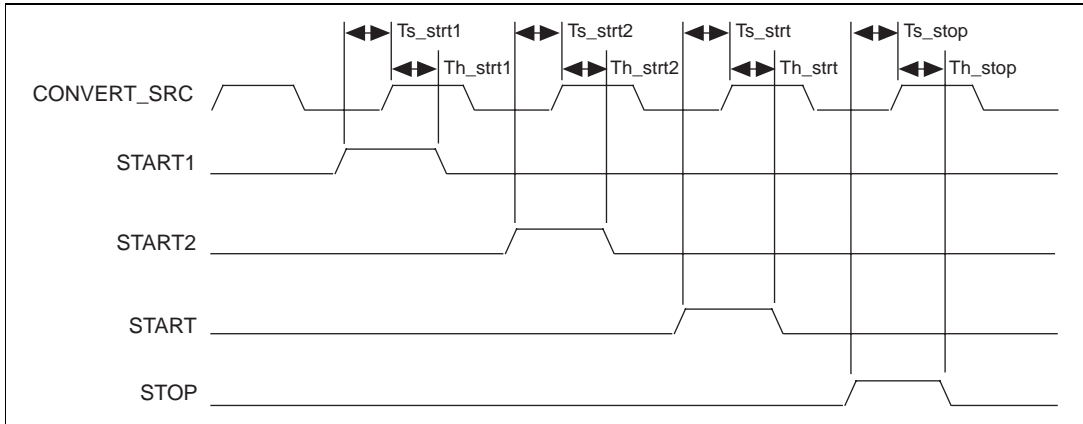 Ts_strt1 Ts_strt2 Ts_strt Ts_stop
Th_strt1 Th_strt2 Th_strt Th_stop
CONVERT_SRC
START1
START2
START
STOP